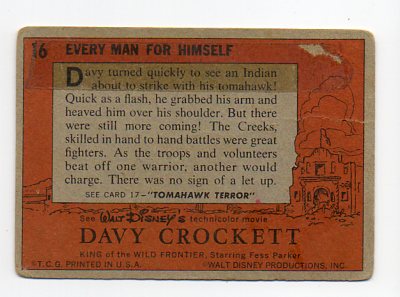 16 EVERY MAN FOR HIMSELF
Davy turned quickly to see an Indian
about to strike with his tomahawk!
Quick as a flash, he grabbed his arm and
heaved him over his shoulder. But there
were still more coming! The Creeks,
skilled in hand to hand battles were great
fighters. As the troops and volunteers
beat off one warrior, another would
charge. There was no sign of a let up.
SEE CARD 17—"TOMAHAWK TERROR"
See Walt Disney's technicolor movie
DAVY CROCKETT
KING of the WILD FRONTIER, Starring Fess Parker
©T.C.G. PRINTED IN U.S.A. ©WALT DISNEY PRODUCTIONS, INC.